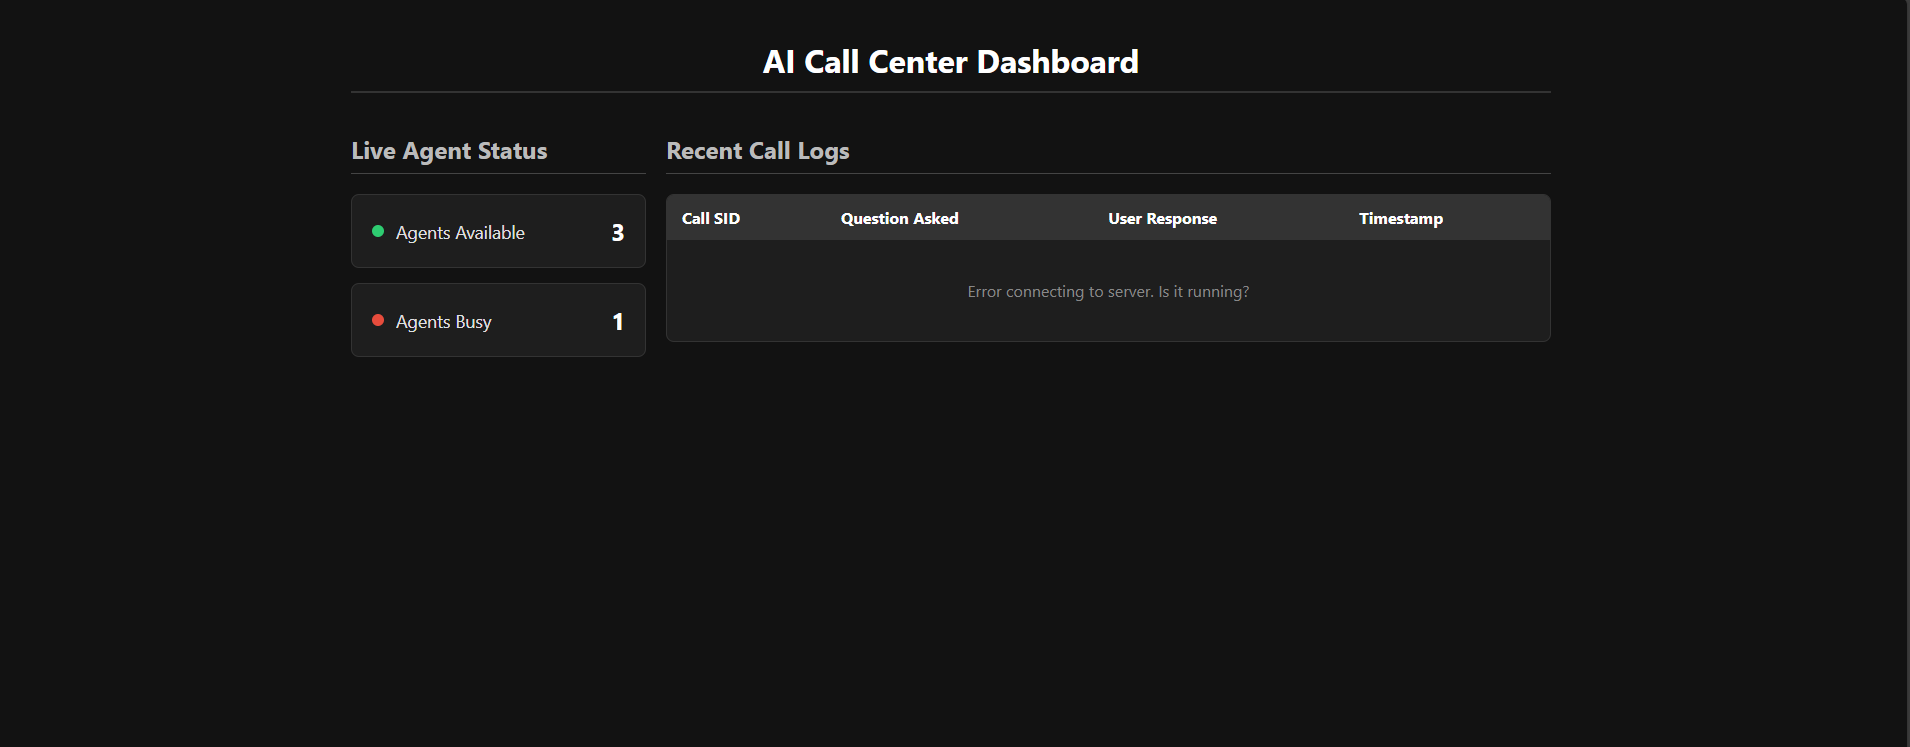 AI Call Center Dashboard
Live Agent Status
Agents Available 3
Agents Busy 1
Recent Call Logs
Call SID Question Asked User Response Timestamp
Error connecting to server. Is it running?